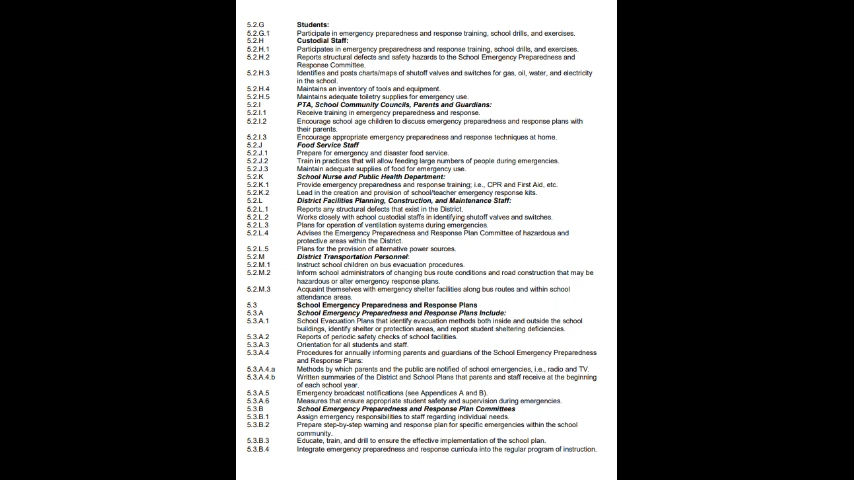 5.2.G Students:
5.2.G.1 Participate in emergency preparedness and response training, school drills, and exercises.
5.2.H Custodial Staff:
5.2.H.1 Participates in emergency preparedness and response training, school drills, and exercises.
5.2.H.2 Reports structural defects and safety hazards to the School Emergency Preparedness and
Response Committee.
5.2.H.3 Identifies and posts charts/maps of shutoff valves and switches for gas, oil, water, and electricity
in the school.
5.2.H.4 Maintains an inventory of tools and equipment.
5.2.H.5 Maintains adequate toiletry supplies for emergency use.
5.2.I PTA, School Community Councils, Parents and Guardians:
5.2.I.1 Receive training in emergency preparedness and response.
5.2.I.2 Encourage school age children to discuss emergency preparedness and response plans with
their parents.
5.2.I.3 Encourage appropriate emergency preparedness and response techniques at home.
5.2.J Food Service Staff
5.2.J.1 Prepare for emergency and disaster food service.
5.2.J.2 Train in practices that will allow feeding large numbers of people during emergencies.
5.2.J.3 Maintain adequate supplies of food for emergency use.
5.2.K School Nurse and Public Health Department:
5.2.K.1 Provide emergency preparedness and response training; i.e., CPR and First Aid, etc.
5.2.K.2 Lead in the creation and provision of school/teacher emergency response kits.
5.2.L District Facilities Planning, Construction, and Maintenance Staff:
5.2.L.1 Reports any structural defects that exist in the District.
5.2.L.2 Works closely with school custodial staffs in identifying shutoff valves and switches.
5.2.L.3 Plans for operation of ventilation systems during emergencies.
5.2.L.4 Advises the Emergency Preparedness and Response Plan Committee of hazardous and
protective areas within the District.
5.2.L.5 Plans for the provision of alternative power sources.
5.2.M District Transportation Personnel:
5.2.M.1 Instruct school children on bus evacuation procedures.
5.2.M.2 Inform school administrators of changing bus route conditions and road construction that may be
hazardous or alter emergency response plans.
5.2.M.3 Acquaint themselves with emergency shelter facilities along bus routes and within school
attendance areas.
5.3 School Emergency Preparedness and Response Plans
5.3.A School Emergency Preparedness and Response Plans Include:
5.3.A.1 School Evacuation Plans that identify evacuation methods both inside and outside the school
buildings, identify shelter or protection areas, and report student sheltering deficiencies.
5.3.A.2 Reports of periodic safety checks of school facilities.
5.3.A.3 Orientation for all students and staff.
5.3.A.4 Procedures for annually informing parents and guardians of the School Emergency Preparedness
and Response Plans:
5.3.A.4.a Methods by which parents and the public are notified of school emergencies, i.e., radio and TV.
5.3.A.4.b Written summaries of the District and School Plans that parents and staff receive at the beginning
of each school year.
5.3.A.5 Emergency broadcast notifications (see Appendices A and B).
5.3.A.6 Measures that ensure appropriate student safety and supervision during emergencies.
5.3.B School Emergency Preparedness and Response Plan Committees
5.3.B.1 Assign emergency responsibilities to staff regarding individual needs.
5.3.B.2 Prepare step-by-step warning and response plan for specific emergencies within the school
community.
5.3.B.3 Educate, train, and drill to ensure the effective implementation of the school plan.
5.3.B.4 Integrate emergency preparedness and response curricula into the regular program of instruction.